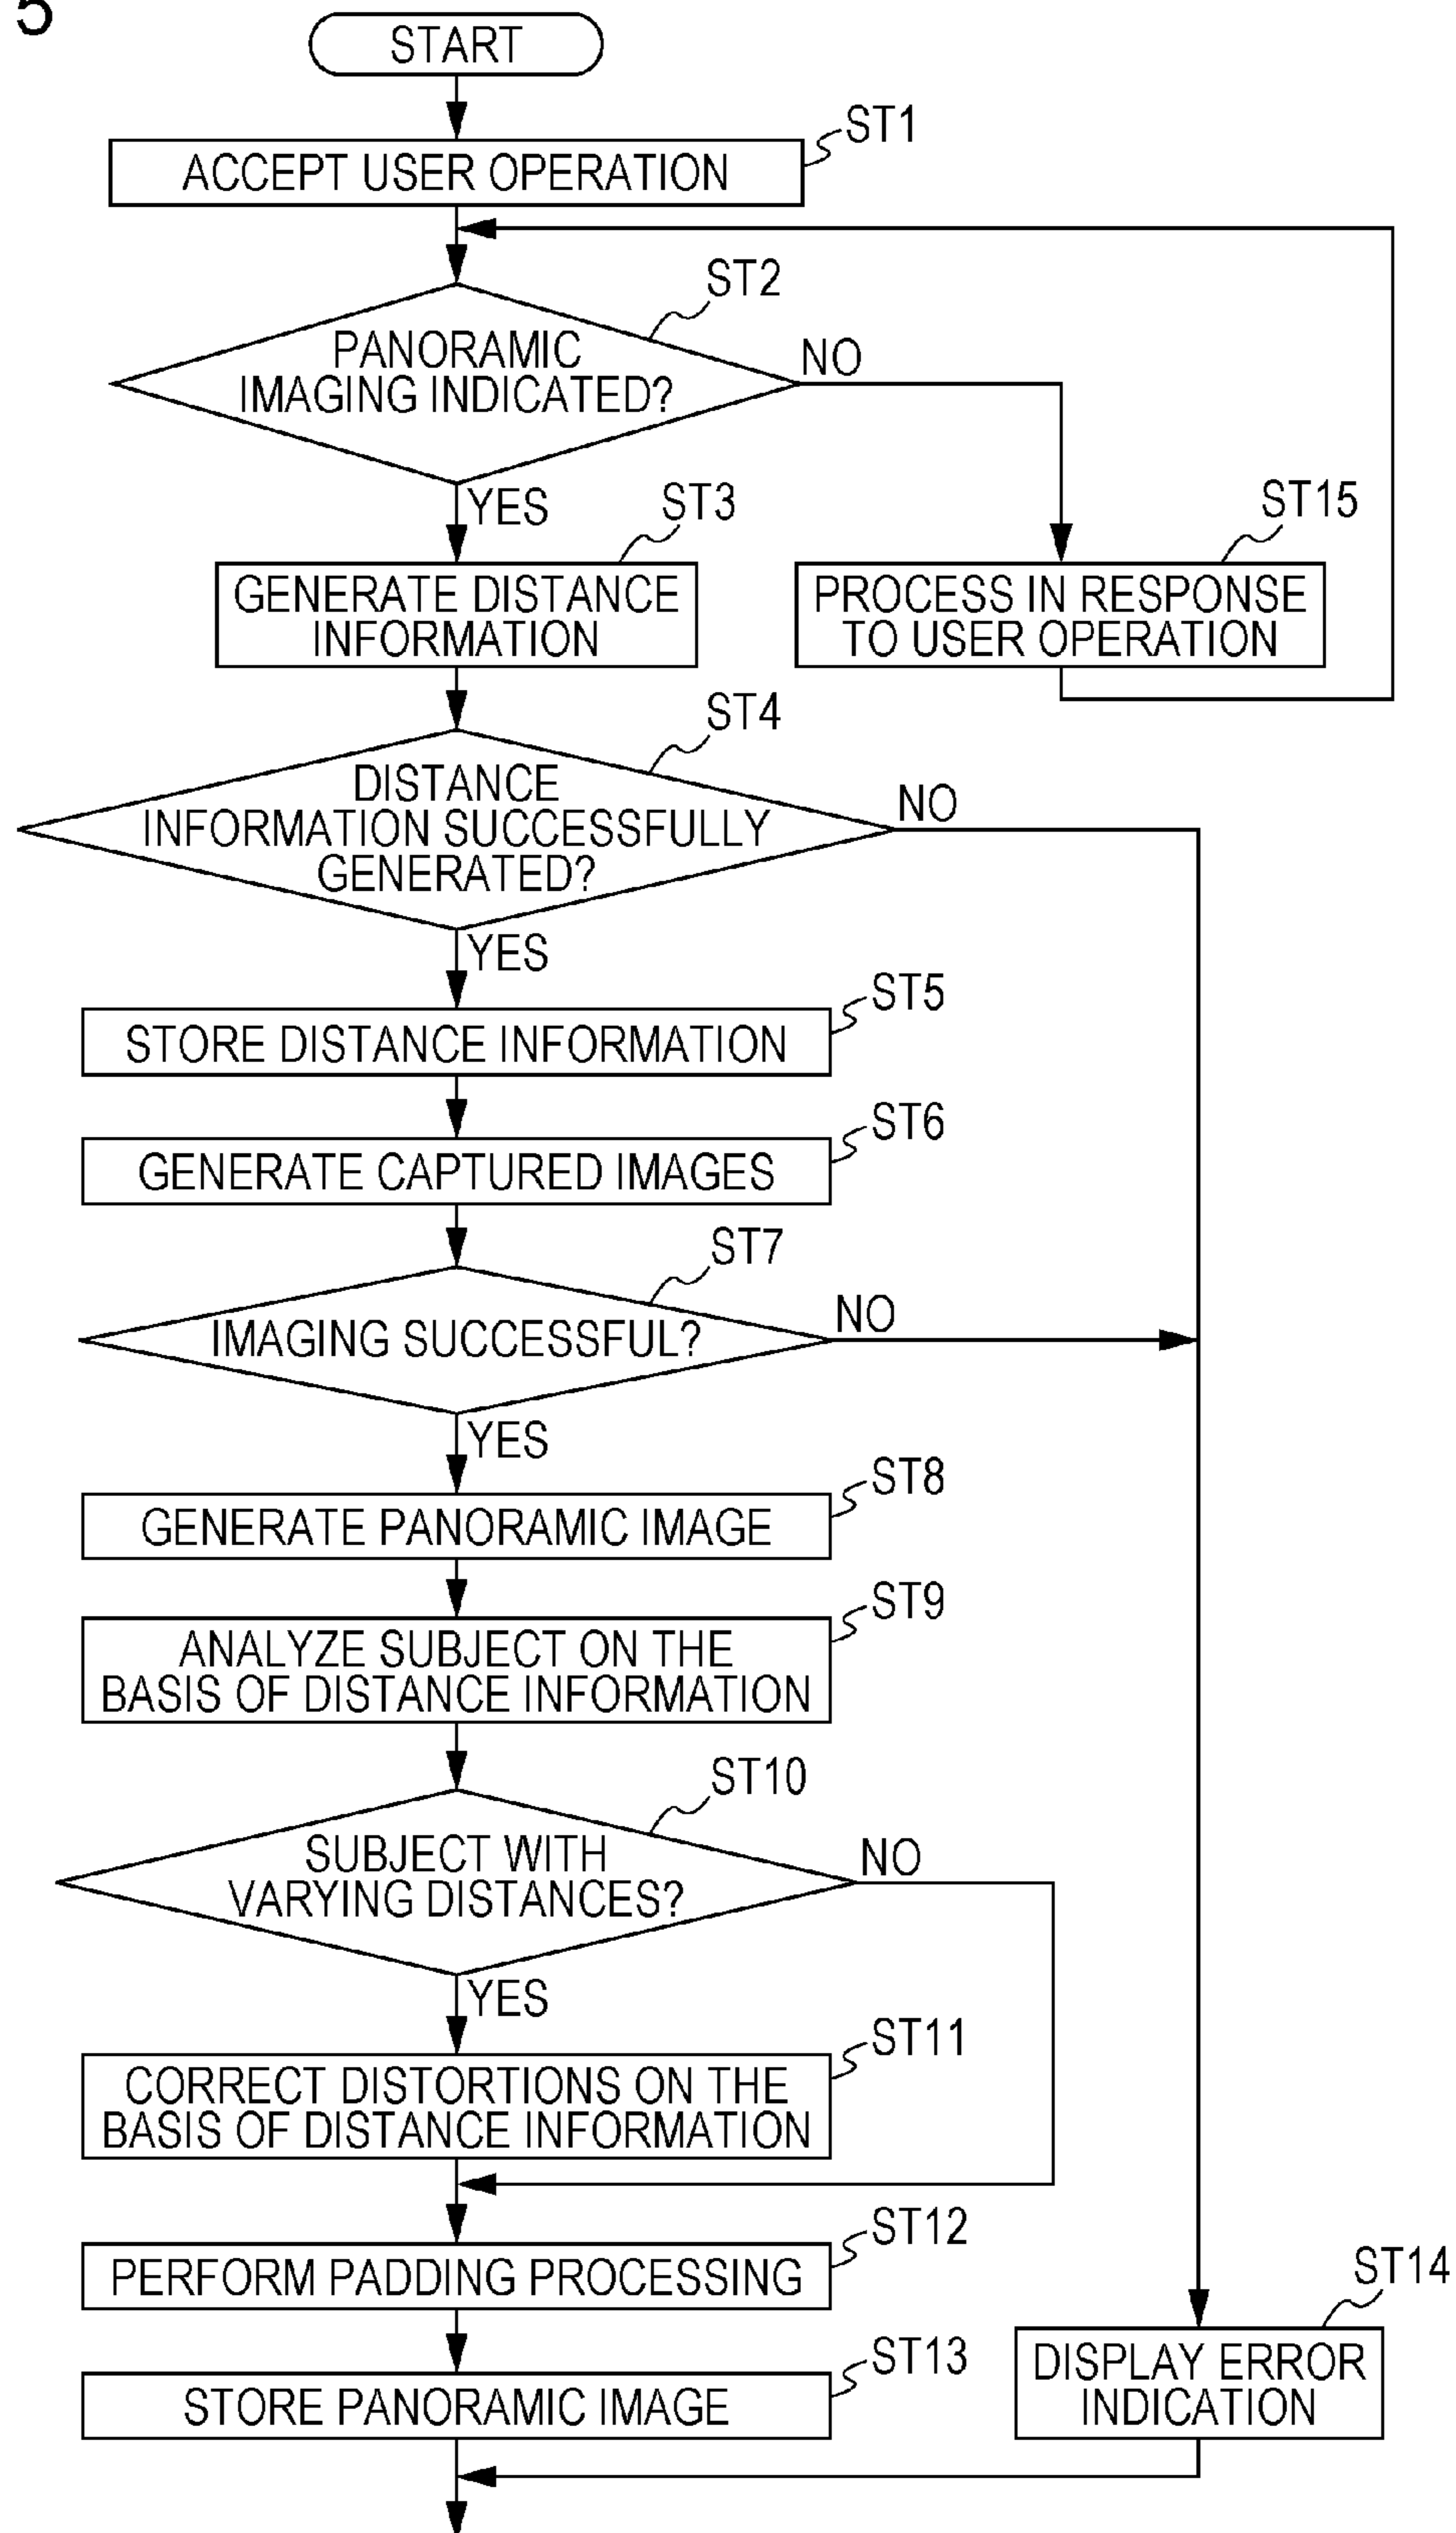 5
START
ST1
ACCEPT USER OPERATION
ST2
PANORAMIC
IMAGING INDICATED?
NO
YES
ST3
ST15
GENERATE DISTANCE
INFORMATION
PROCESS IN RESPONSE
TO USER OPERATION
ST4
DISTANCE
INFORMATION SUCCESSFULLY
GENERATED?
NO
YES
ST5
STORE DISTANCE INFORMATION
ST6
GENERATE CAPTURED IMAGES
ST7
IMAGING SUCCESSFUL?
NO
YES
ST8
GENERATE PANORAMIC IMAGE
ST9
ANALYZE SUBJECT ON THE
BASIS OF DISTANCE INFORMATION
ST10
SUBJECT WITH
VARYING DISTANCES?
NO
YES
ST11
CORRECT DISTORTIONS ON THE
BASIS OF DISTANCE INFORMATION
ST12
PERFORM PADDING PROCESSING
ST14
ST13
STORE PANORAMIC IMAGE
DISPLAY ERROR
INDICATION